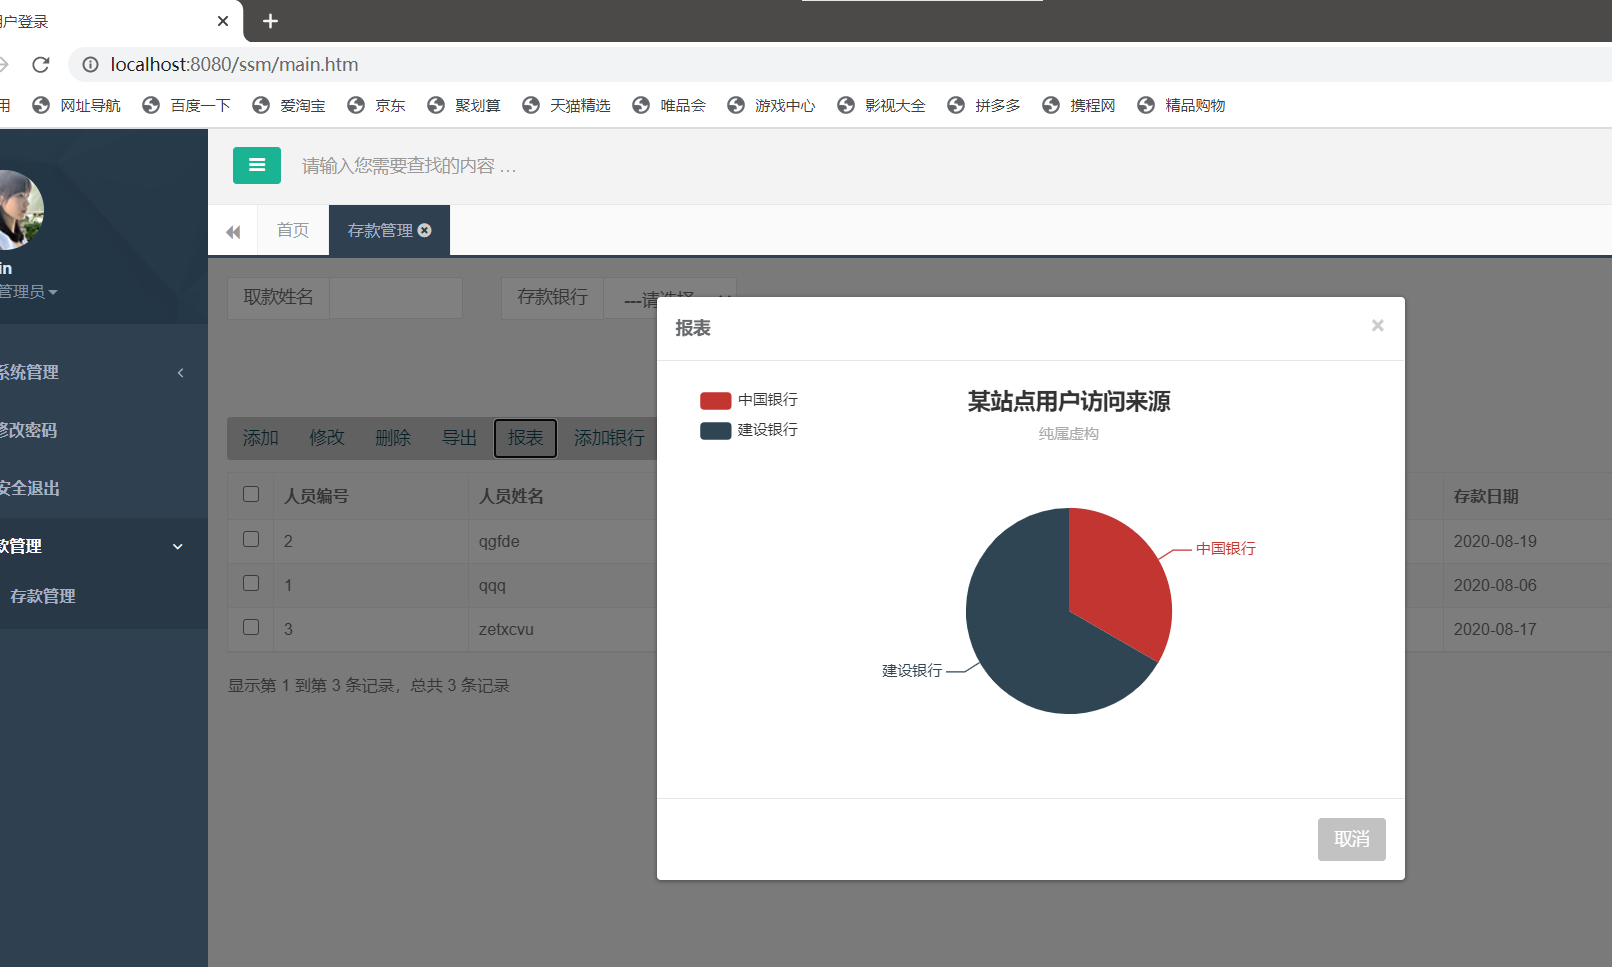 户登录
localhost:8080/ssm/main.htm
用 网址导航 百度一下 爱淘宝 京东 聚划算 天猫精选 唯品会 游戏中心 影视大全 拼多多 携程网 精品购物
请输入您需要查找的内容 …
首页 存款管理
in
管理员
系统管理
修改密码
安全退出
款管理
存款管理
取款姓名 存款银行 ---请选择
添加 修改 删除 导出 报表 添加银行
人员编号 人员姓名 存款日期
2 qgfde 2020-08-19
1 qqq 2020-08-06
3 zetxcvu 2020-08-17
显示第 1 到第 3 条记录，总共 3 条记录
报表
×
中国银行
建设银行
某站点用户访问来源
纯属虚构
中国银行
建设银行
取消